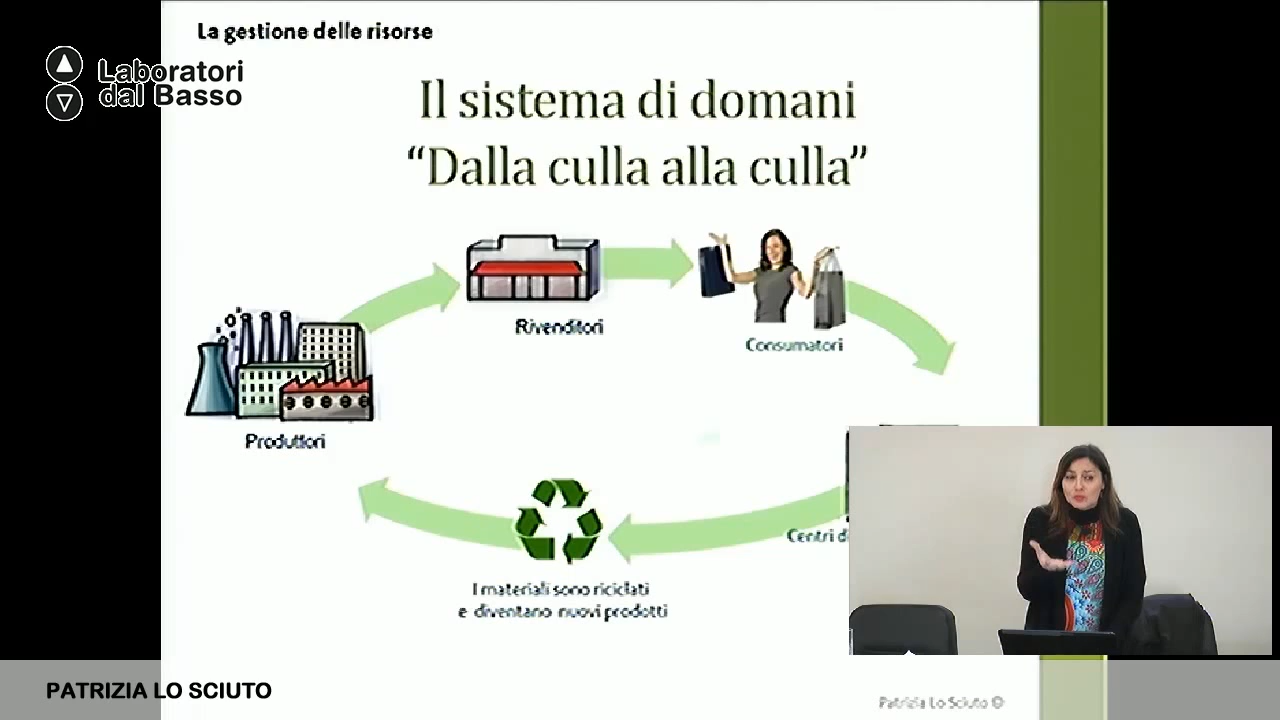 La gestione delle risorse
Laboratori
dal Basso
Il sistema di domani
“Dalla culla alla culla”
Rivenditori
Consumatori
Produttori
Centri
I materiali sono riciclati
e diventano nuovi prodotti
PATRIZIA LO SCIUTO
Patrizia Lo Sciuto ©